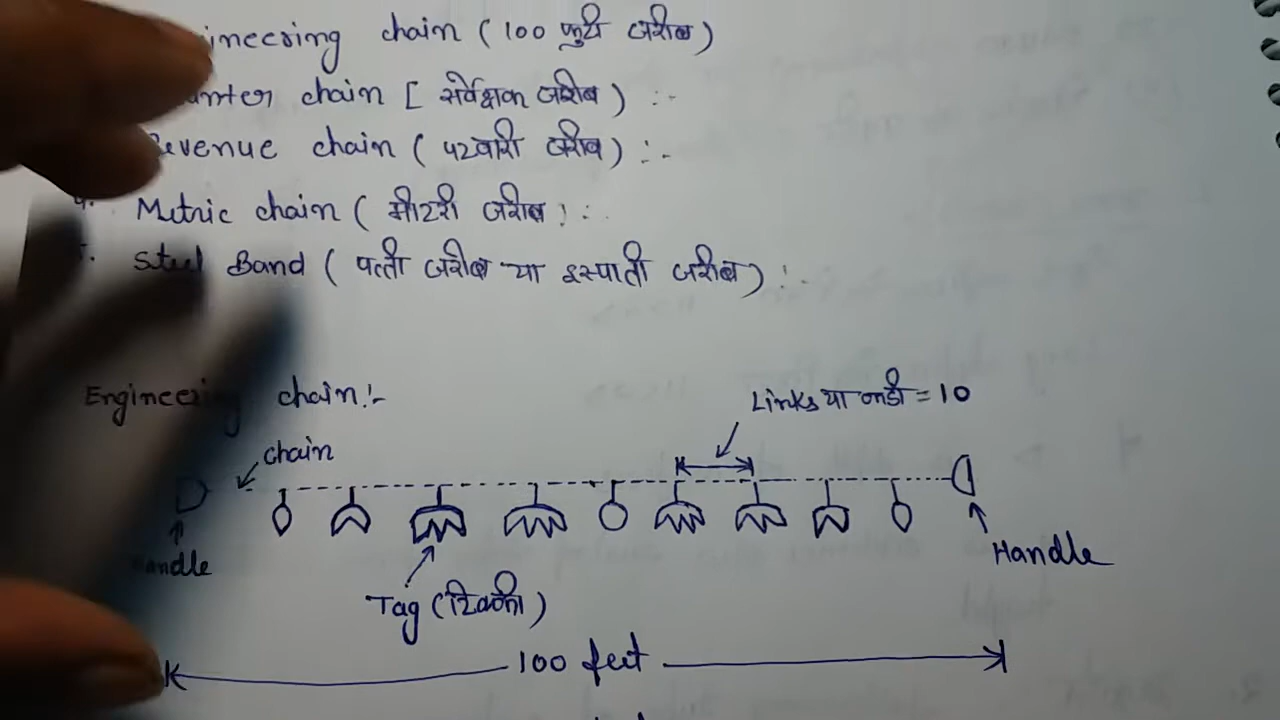 chain (100 फुटी जरीब)
chain [ सर्वेक्षक जरीब) :-
Revenue chain (पटवारी जरीब) :-
Metric chain (मीटरी जरीब) :-
Steel Band (पत्ती जरीब या इस्पाती जरीब) :-
Engineering chain :-
Links या कडी = 10
chain
Handle
Handle
Tag (टिकली)
100 feet